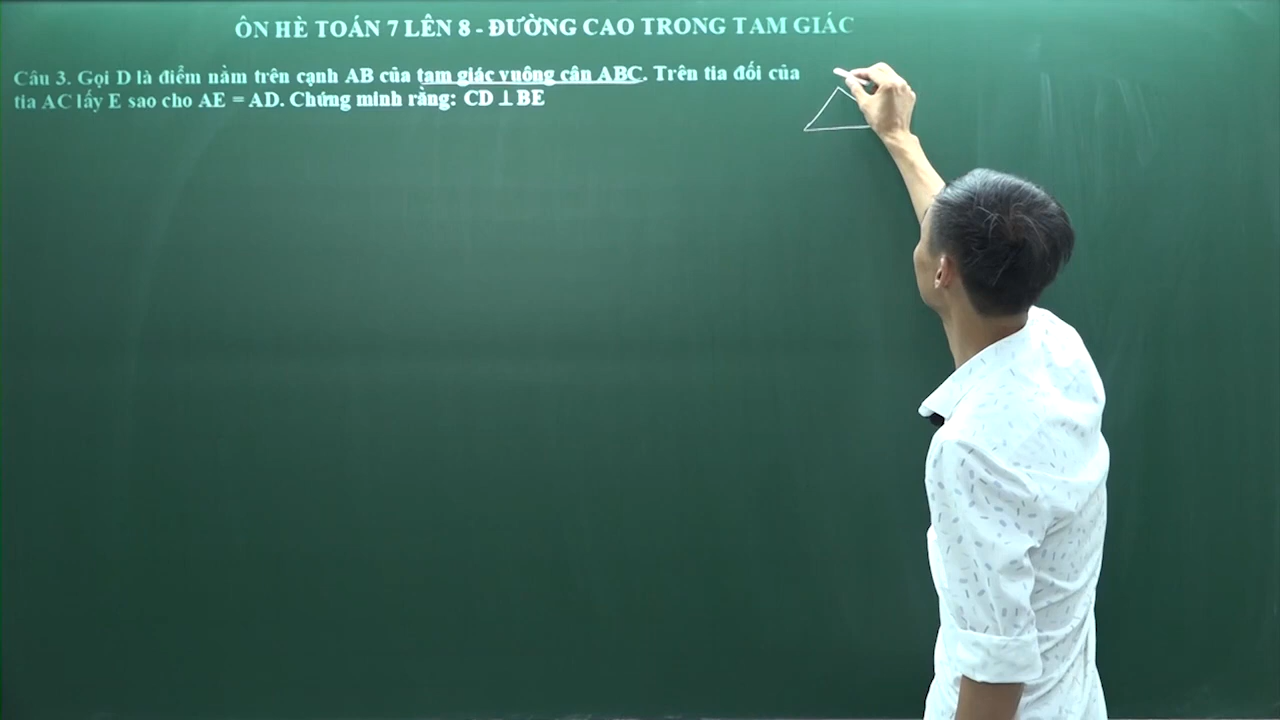 ÔN HÈ TOÁN 7 LÊN 8 - ĐƯỜNG CAO TRONG TAM GIÁC
Câu 3. Gọi D là điểm nằm trên cạnh AB của tam giác vuông cân ABC. Trên tia đối của
tia AC lấy E sao cho AE = AD. Chứng minh rằng: CD ⊥ BE